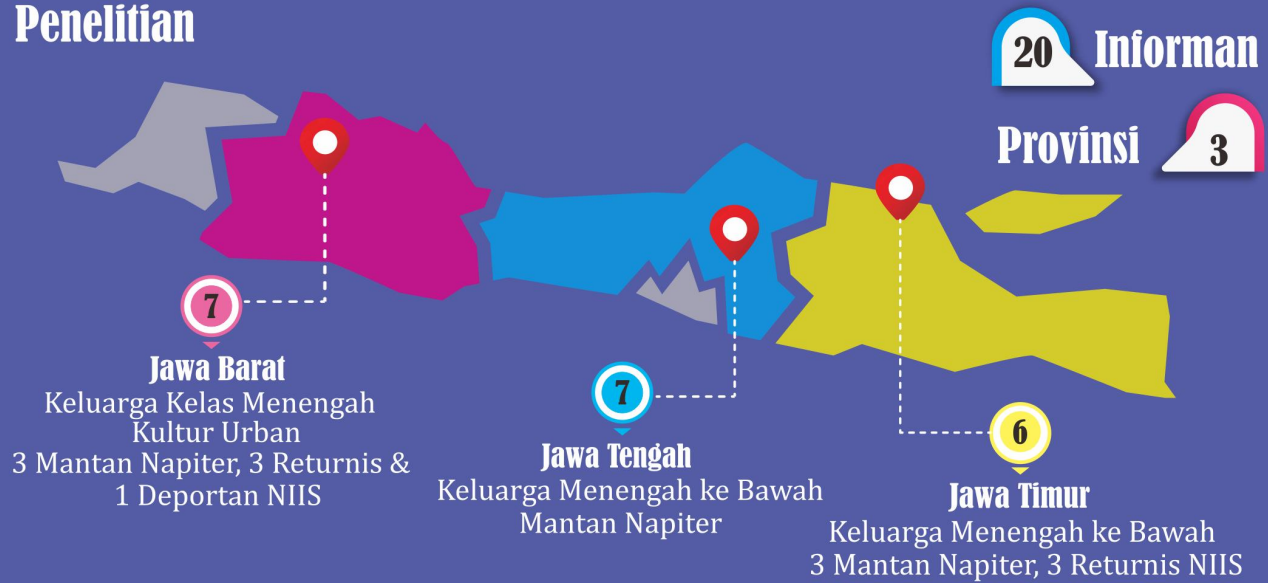 Penelitian
20 Informan
Provinsi 3
7
Jawa Barat
Keluarga Kelas Menengah
Kultur Urban
3 Mantan Napiter, 3 Returnis &
1 Deportan NIIS
7
Jawa Tengah
Keluarga Menengah ke Bawah
Mantan Napiter
6
Jawa Timur
Keluarga Menengah ke Bawah
3 Mantan Napiter, 3 Returnis NIIS